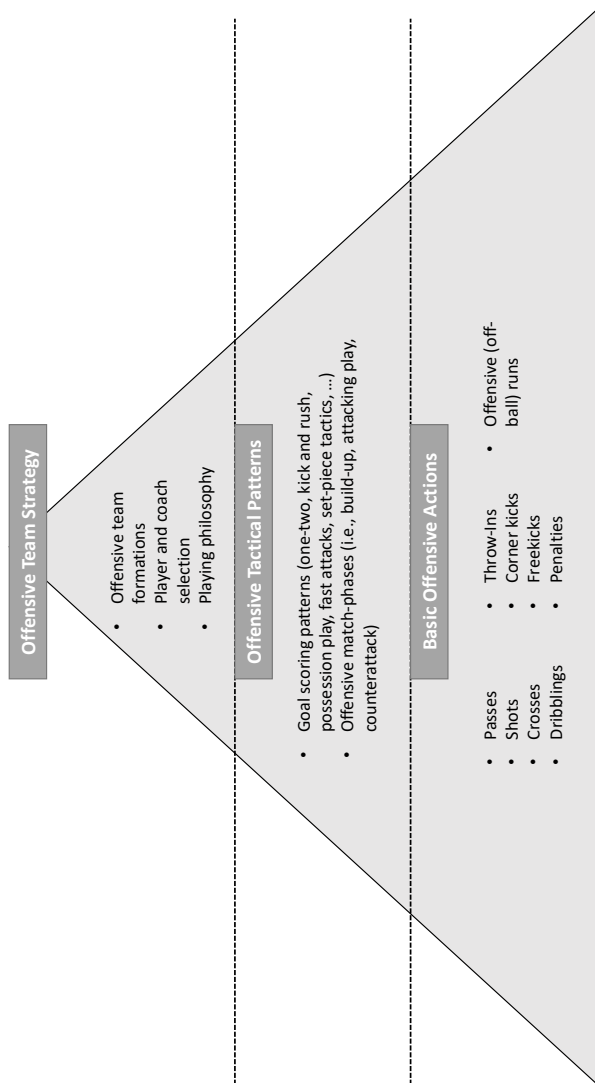 Offensive Team Strategy
• Offensive team
formations
• Player and coach
selection
• Playing philosophy
Offensive Tactical Patterns
• Goal scoring patterns (one-two, kick and rush,
possession play, fast attacks, set-piece tactics, ...)
• Offensive match-phases (i.e., build-up, attacking play,
counterattack)
Basic Offensive Actions
• Passes
• Shots
• Crosses
• Dribblings
• Throw-Ins
• Corner kicks
• Freekicks
• Penalties
• Offensive (off-
ball) runs